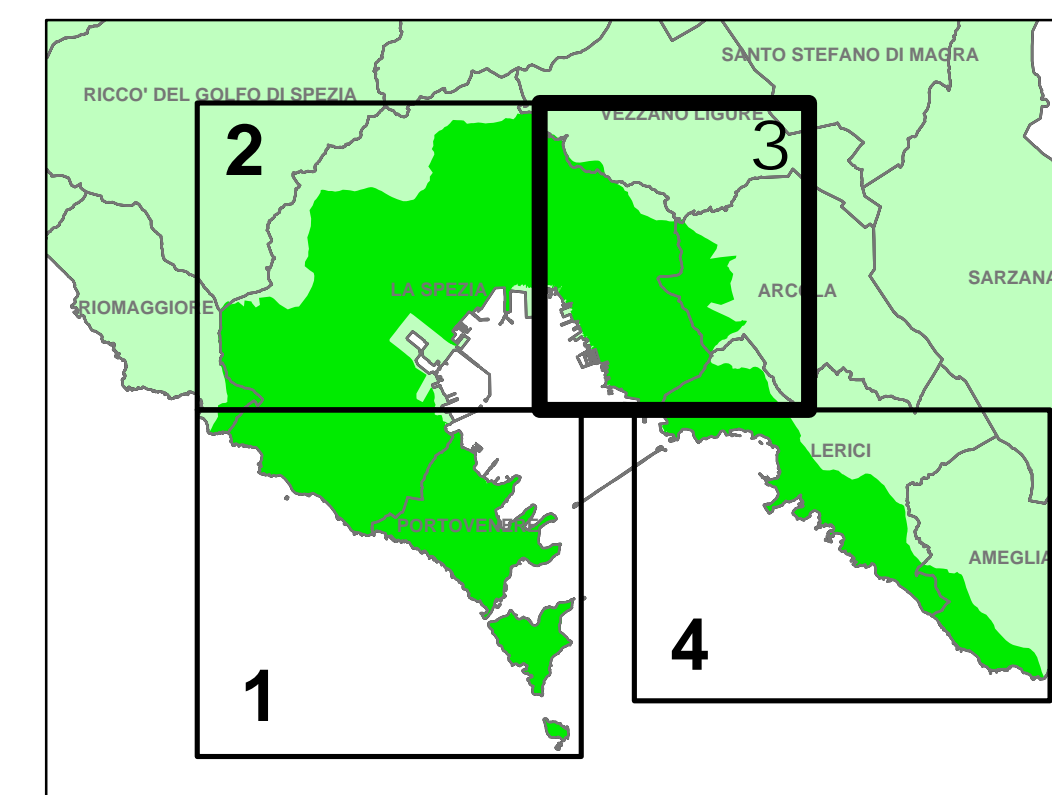 SANTO STEFANO DI MAGRA
RICCO' DEL GOLFO DI SPEZIA
VEZZANO LIGURE
2
3
SARZANA
LA SPEZIA
ARCOLA
RIOMAGGIORE
LERICI
PORTOVENERE
AMEGLIA
4
1